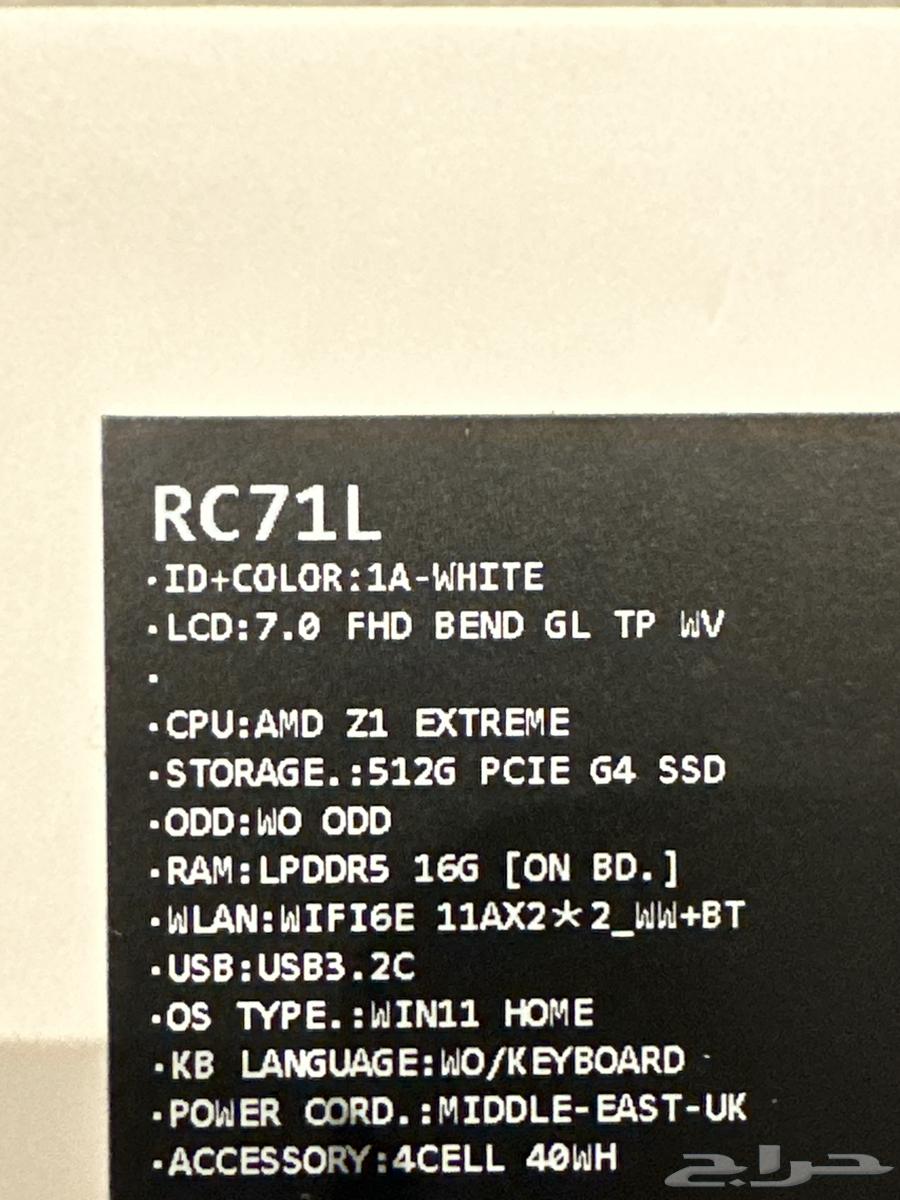 RC71L
·ID+COLOR:1A-WHITE
·LCD:7.0 FHD BEND GL TP WV
·
·CPU:AMD Z1 EXTREME
·STORAGE.:512G PCIE G4 SSD
·ODD:WO ODD
·RAM:LPDDR5 16G [ON BD.]
·WLAN:WIFI6E 11AX2*2_WW+BT
·USB:USB3.2C
·OS TYPE.:WIN11 HOME
·KB LANGUAGE:WO/KEYBOARD
·POWER CORD.:MIDDLE-EAST-UK
·ACCESSORY:4CELL 40WH
حراج